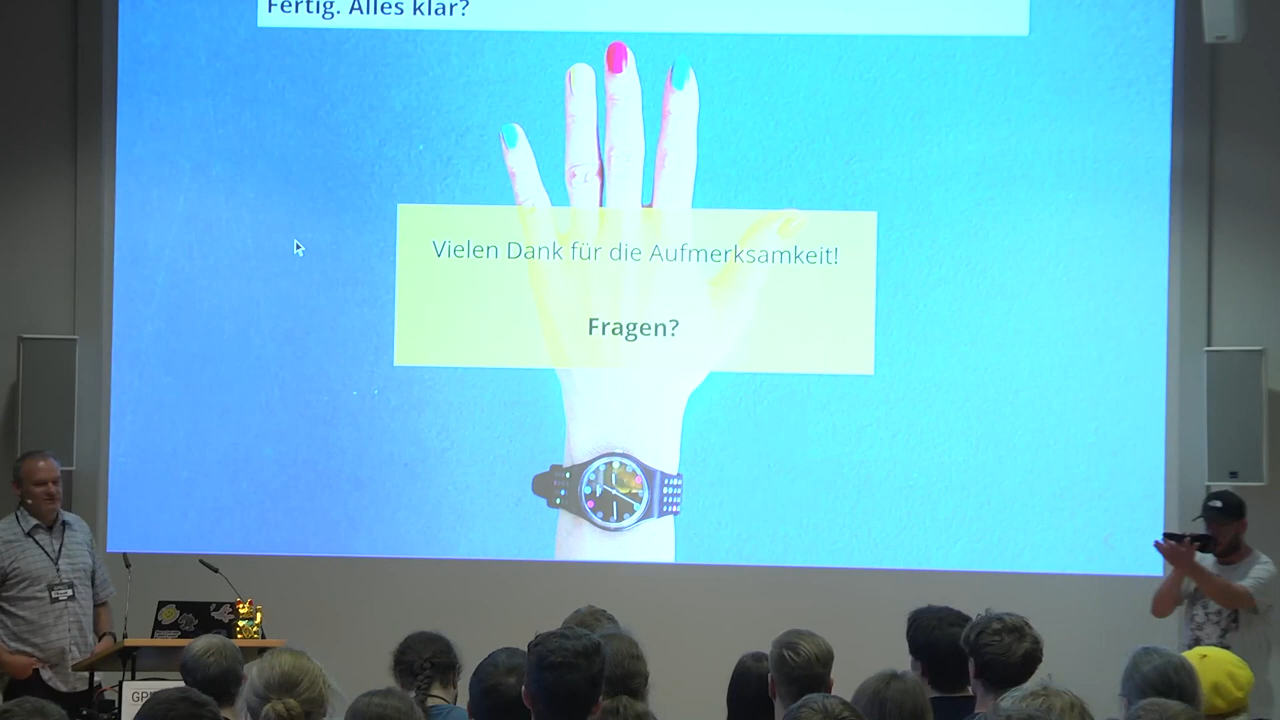 Fertig. Alles klar?
Vielen Dank für die Aufmerksamkeit!
Fragen?